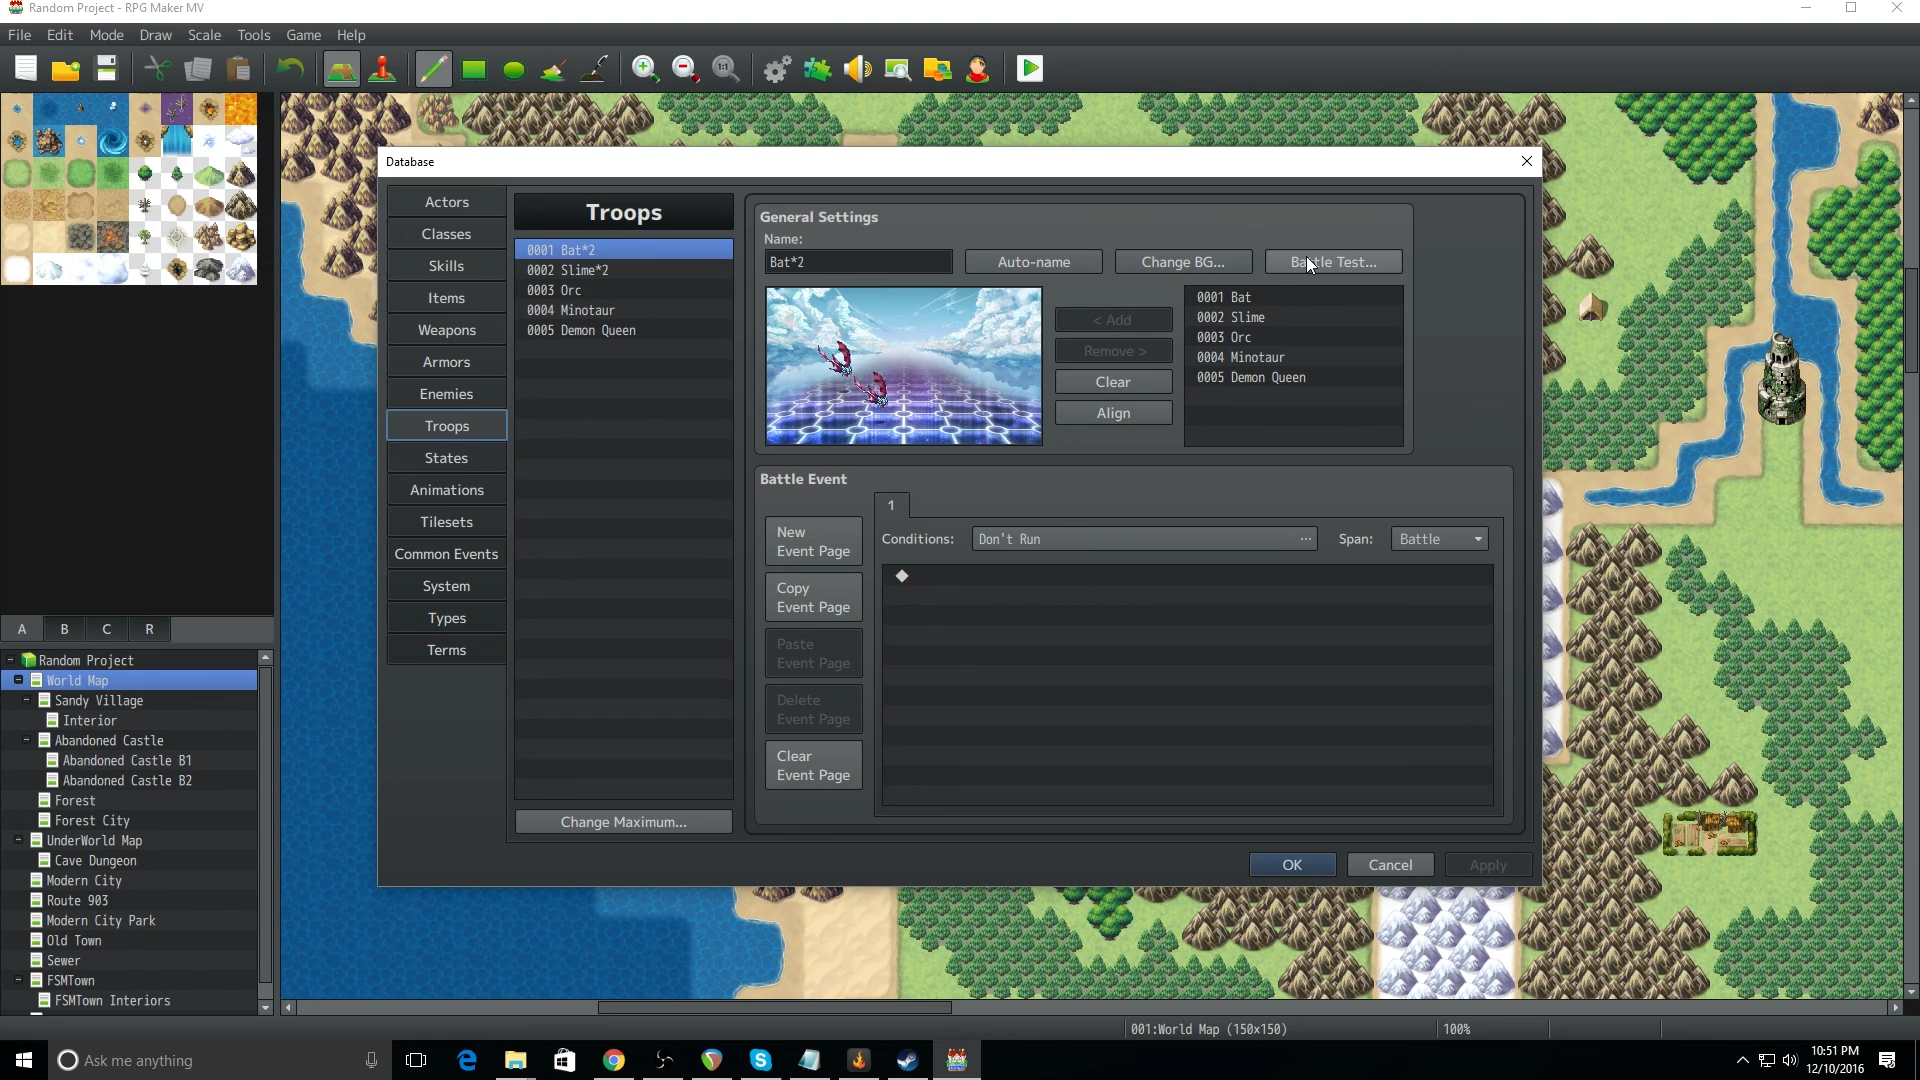 Random Project - RPG Maker MV
File Edit Mode Draw Scale Tools Game Help
1:1
Database
Actors
Classes
Skills
Items
Weapons
Armors
Enemies
Troops
States
Animations
Tilesets
Common Events
System
Types
Terms
Troops
0001 Bat*2
0002 Slime*2
0003 Orc
0004 Minotaur
0005 Demon Queen
Change Maximum...
General Settings
Name:
Bat*2
Auto-name
Change BG...
Battle Test...
< Add
Remove >
Clear
Align
0001 Bat
0002 Slime
0003 Orc
0004 Minotaur
0005 Demon Queen
Battle Event
1
New
Event Page
Copy
Event Page
Paste
Event Page
Delete
Event Page
Clear
Event Page
Conditions: Don't Run ... Span: Battle
OK Cancel Apply
A B C R
Random Project
World Map
Sandy Village
Interior
Abandoned Castle
Abandoned Castle B1
Abandoned Castle B2
Forest
Forest City
UnderWorld Map
Cave Dungeon
Modern City
Route 903
Modern City Park
Old Town
Sewer
FSMTown
FSMTown Interiors
001:World Map (150x150) 100%
Ask me anything
10:51 PM
12/10/2016